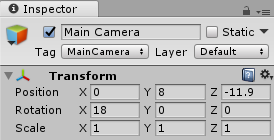 Inspector
Main Camera Static
Tag MainCamera Layer Default
Transform
Position X 0 Y 8 Z -11.9
Rotation X 18 Y 0 Z 0
Scale X 1 Y 1 Z 1